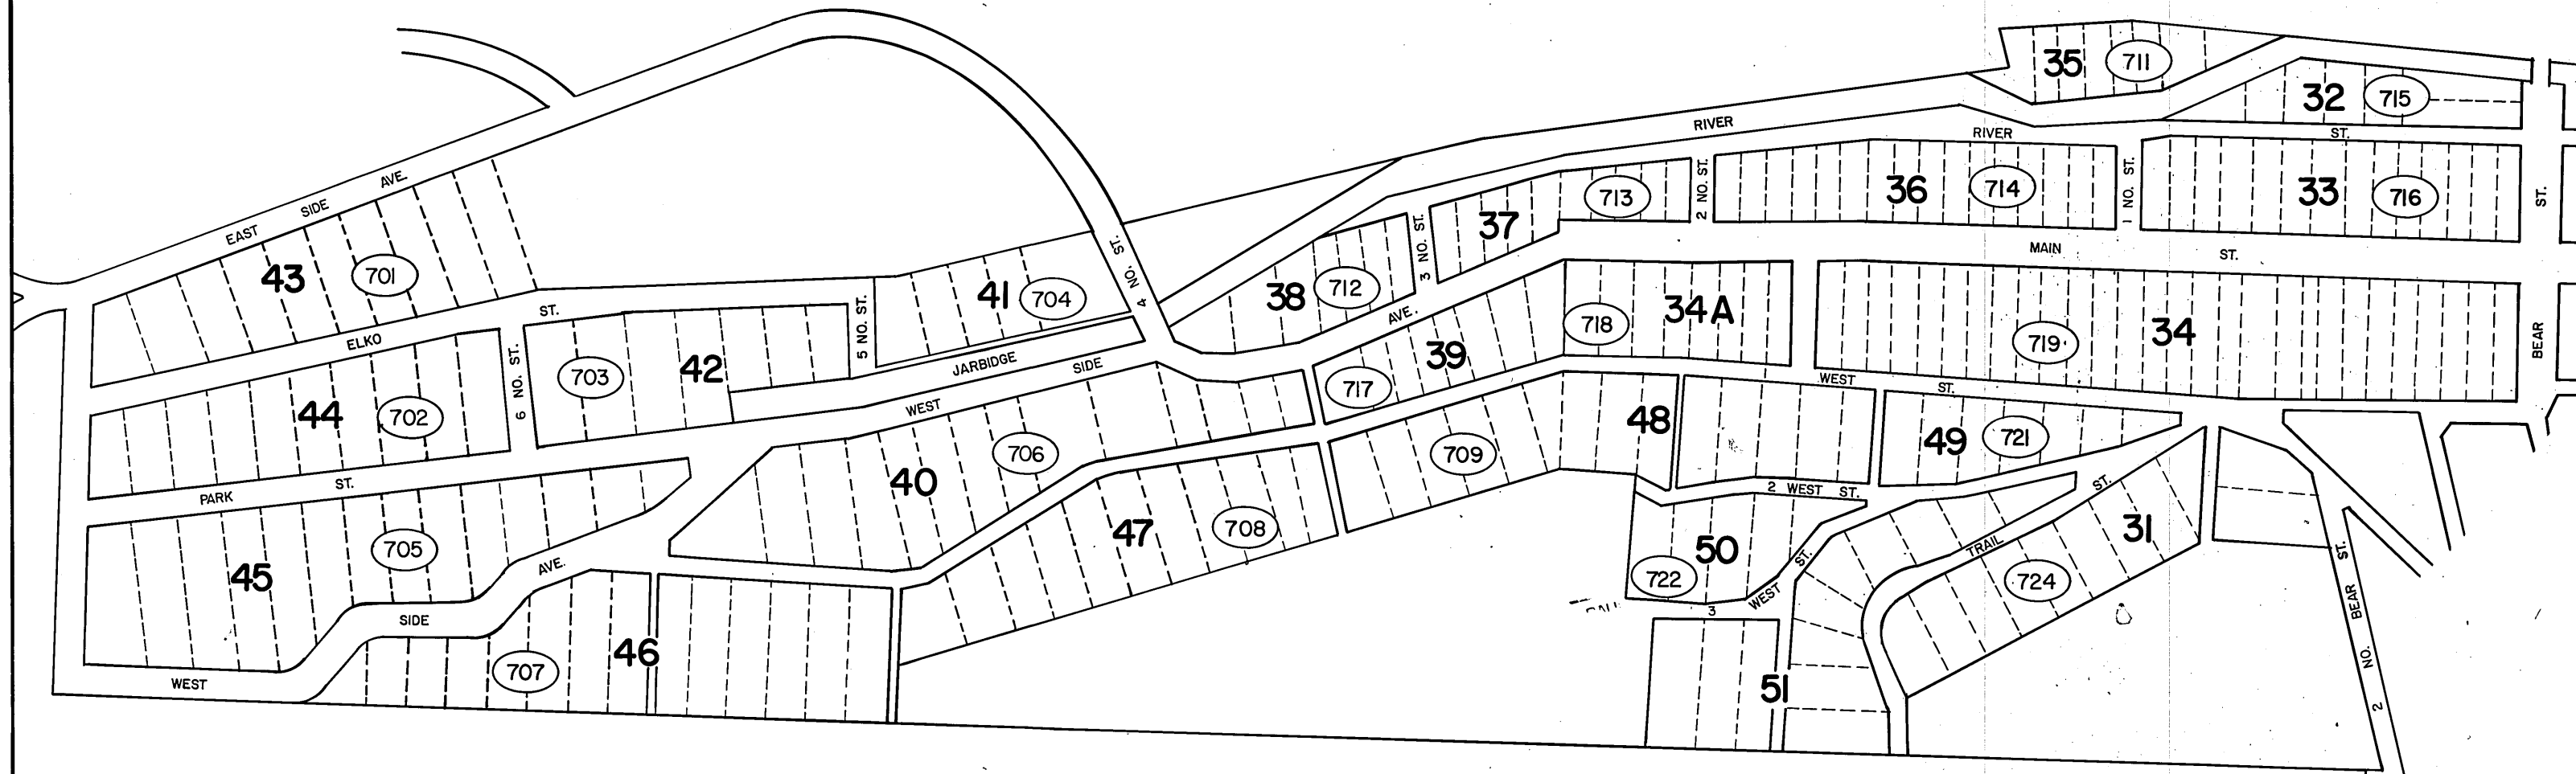 35
711
32
715
RIVER
RIVER ST.
EAST SIDE AVE.
43
701
41
704
4 NO. ST.
38
712
3 NO. ST.
37
713
2 NO. ST.
36
714
1 NO. ST.
33
716
ST.
MAIN ST.
ELKO ST.
6 NO. ST.
703
42
5 NO. ST.
JARBIDGE
WEST SIDE AVE.
39
717
718
34A
719
34
BEAR
44
702
PARK ST.
WEST ST.
48
49
721
40
706
709
2 WEST ST.
45
705
47
708
50
722
3 WEST ST.
TRAIL ST.
31
724
WEST SIDE AVE.
707
46
51
2 NO. BEAR ST.